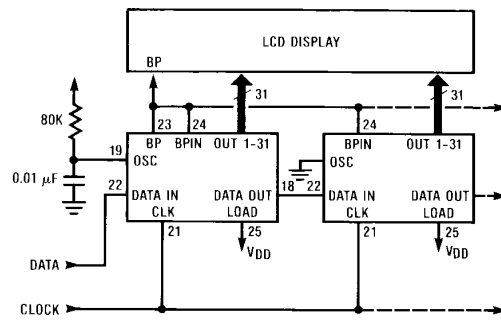 LCD DISPLAY
BP
31
31
80K
23
24
24
19
BP
BPIN
OUT 1-31
BPIN
OUT 1-31
OSC
OSC
0.01 μF
22
DATA IN
DATA OUT
18
22
DATA IN
DATA OUT
CLK
LOAD
CLK
LOAD
21
25
21
25
VDD
VDD
DATA
CLOCK